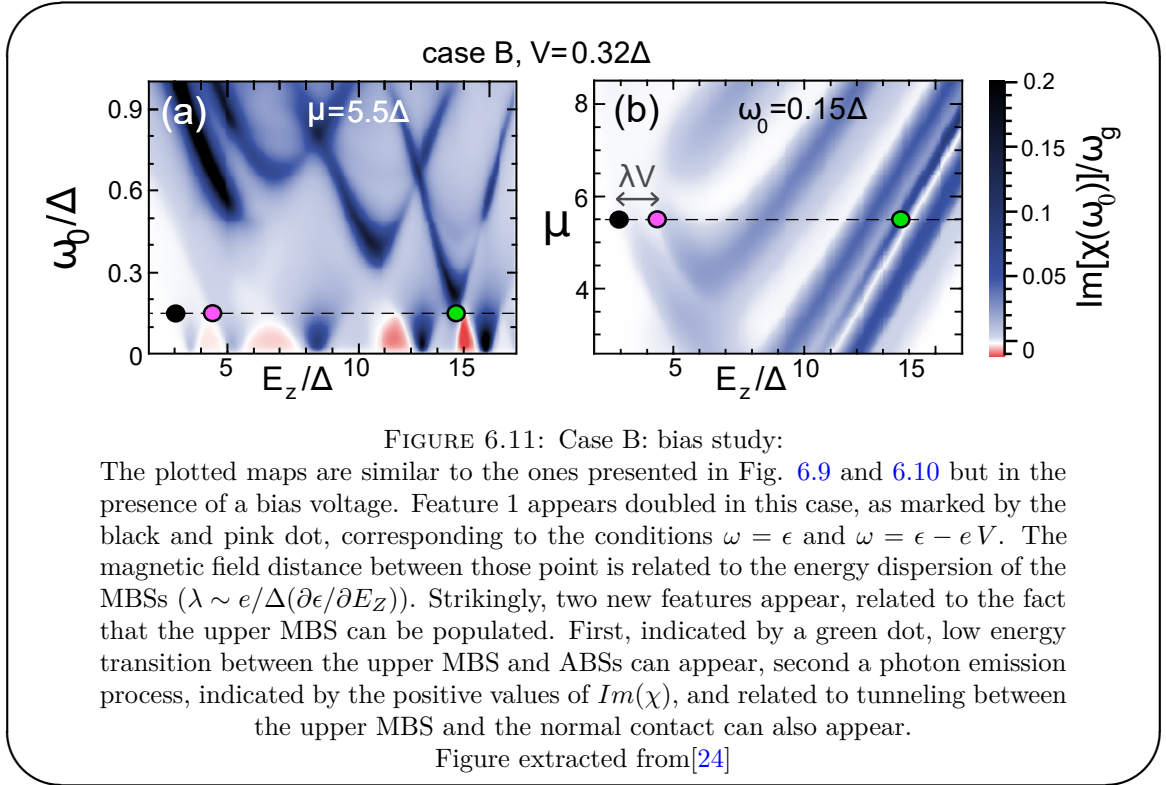 case B, V=0.32Δ
(a)
μ=5.5Δ
0.9
0.6
0.3
0
ω₀/Δ
5
10
15
E_z/Δ
(b)
ω₀=0.15Δ
λV
8
6
4
μ
5
10
15
E_z/Δ
0.2
0.15
0.1
0.05
0
Im[χ(ω₀)]/ω_g
FIGURE 6.11: Case B: bias study:
The plotted maps are similar to the ones presented in Fig. 6.9 and 6.10 but in the
presence of a bias voltage. Feature 1 appears doubled in this case, as marked by the
black and pink dot, corresponding to the conditions ω = ϵ and ω = ϵ − e V. The
magnetic field distance between those point is related to the energy dispersion of the
MBSs (λ ∼ e/Δ(∂ϵ/∂E_Z)). Strikingly, two new features appear, related to the fact
that the upper MBS can be populated. First, indicated by a green dot, low energy
transition between the upper MBS and ABSs can appear, second a photon emission
process, indicated by the positive values of Im(χ), and related to tunneling between
the upper MBS and the normal contact can also appear.
Figure extracted from[24]